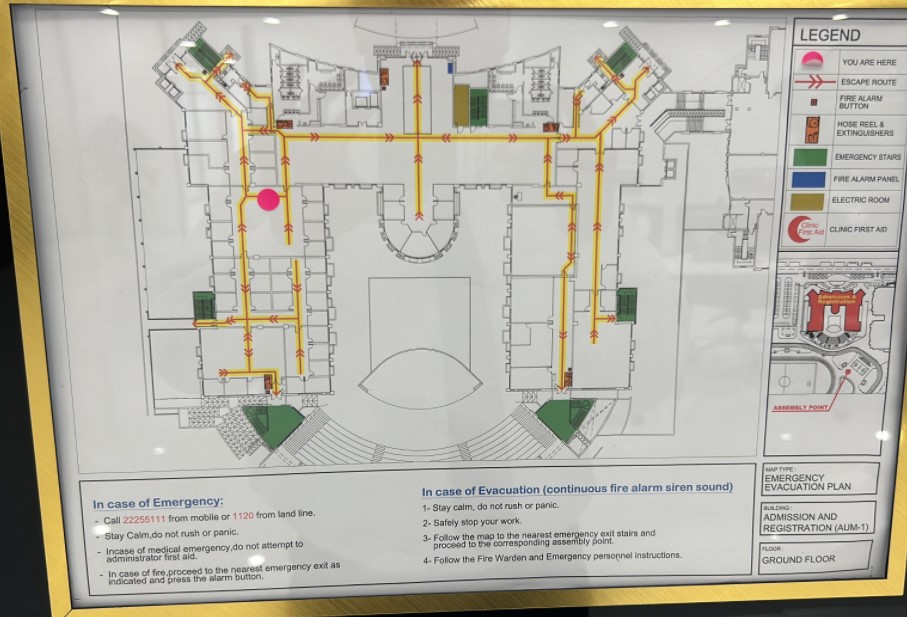 LEGEND
YOU ARE HERE
ESCAPE ROUTE
FIRE ALARM
BUTTON
HOSE REEL &
EXTINGUISHERS
EMERGENCY STAIRS
FIRE ALARM PANEL
ELECTRIC ROOM
Clinic
First Aid
CLINIC FIRST AID
Admission &
Registration
ASSEMBLY POINT
In case of Emergency:
- Call 22255111 from mobile or 1120 from land line.
- Stay Calm,do not rush or panic.
- Incase of medical emergency,do not attempt to
administrator first aid.
- In case of fire,proceed to the nearest emergency exit as
indicated and press the alarm button.
In case of Evacuation (continuous fire alarm siren sound)
1- Stay calm, do not rush or panic.
2- Safely stop your work.
3- Follow the map to the nearest emergency exit stairs and
proceed to the corresponding assembly point.
4- Follow the Fire Warden and Emergency personnel instructions.
MAP TYPE :
EMERGENCY
EVACUATION PLAN
BUILDING :
ADMISSION AND
REGISTRATION (AUM-1)
FLOOR :
GROUND FLOOR